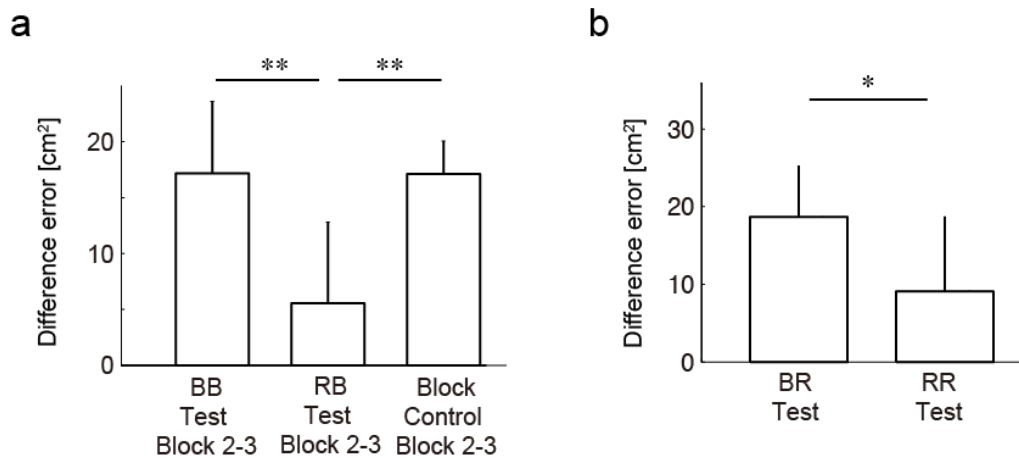 a
Difference error [cm²]
20
10
0
**
**
BB
Test
Block 2-3
RB
Test
Block 2-3
Block
Control
Block 2-3
b
Difference error [cm²]
30
20
10
0
*
BR
Test
RR
Test